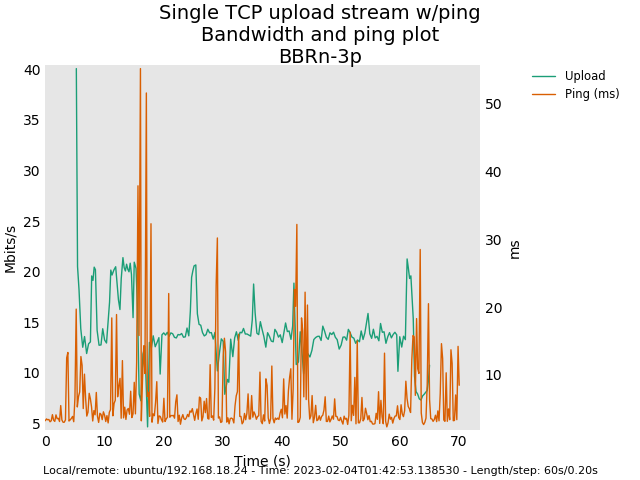 Single TCP upload stream w/ping
Bandwidth and ping plot
BBRn-3p
Upload
Ping (ms)
40
35
30
25
20
15
10
5
Mbits/s
50
40
30
20
10
ms
0
10
20
30
40
50
60
70
Time (s)
Local/remote: ubuntu/192.168.18.24 - Time: 2023-02-04T01:42:53.138530 - Length/step: 60s/0.20s